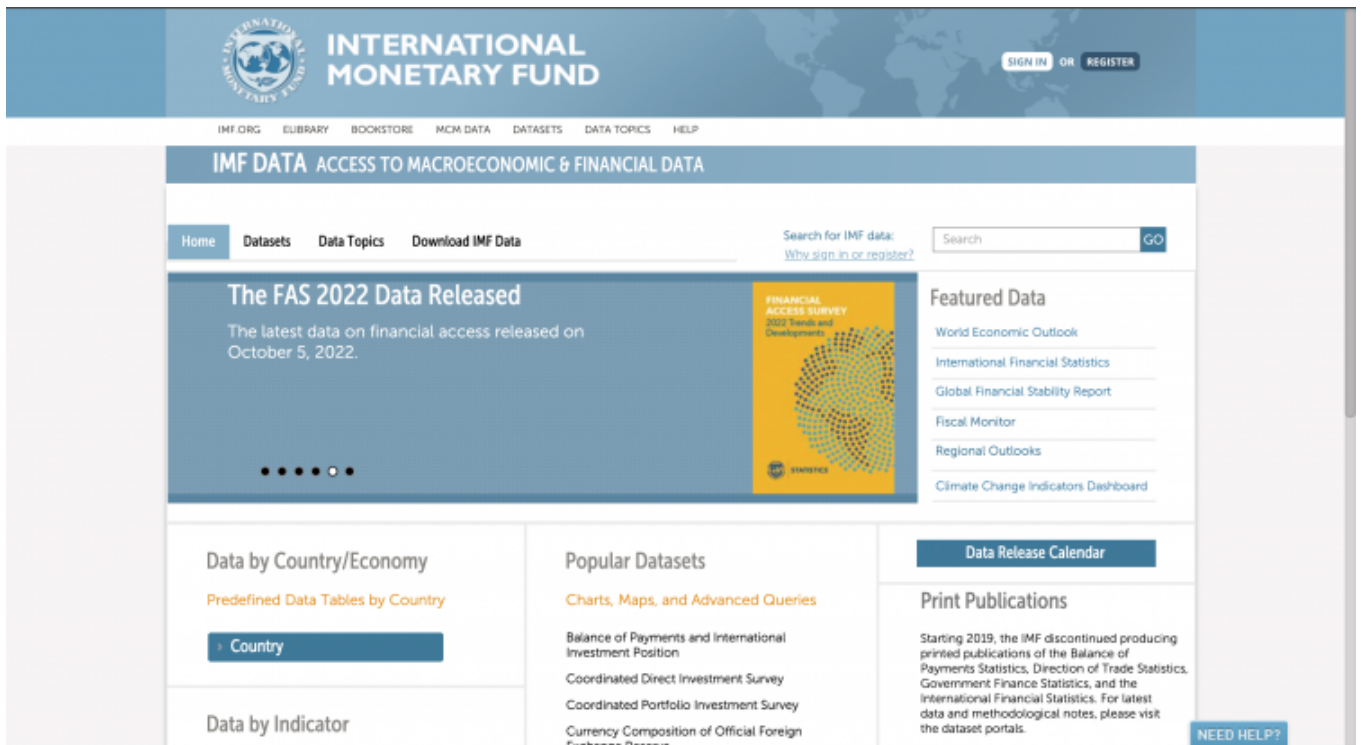 INTERNATIONAL
MONETARY FUND
INTERNATIONAL MONETARY FUND
SIGN IN OR REGISTER
IMF.ORG ELIBRARY BOOKSTORE MCM DATA DATASETS DATA TOPICS HELP
IMF DATA ACCESS TO MACROECONOMIC & FINANCIAL DATA
Home Datasets Data Topics Download IMF Data
Search for IMF data:
Why sign in or register?
Search GO
The FAS 2022 Data Released
The latest data on financial access released on
October 5, 2022.
FINANCIAL
ACCESS SURVEY
2022 Trends and
Developments
STATISTICS
Featured Data
World Economic Outlook
International Financial Statistics
Global Financial Stability Report
Fiscal Monitor
Regional Outlooks
Climate Change Indicators Dashboard
Data by Country/Economy
Predefined Data Tables by Country
Country
Data by Indicator
Popular Datasets
Charts, Maps, and Advanced Queries
Balance of Payments and International
Investment Position
Coordinated Direct Investment Survey
Coordinated Portfolio Investment Survey
Currency Composition of Official Foreign
Exchange Reserve
Data Release Calendar
Print Publications
Starting 2019, the IMF discontinued producing
printed publications of the Balance of
Payments Statistics, Direction of Trade Statistics,
Government Finance Statistics, and the
International Financial Statistics. For latest
data and methodological notes, please visit
the dataset portals.
NEED HELP?